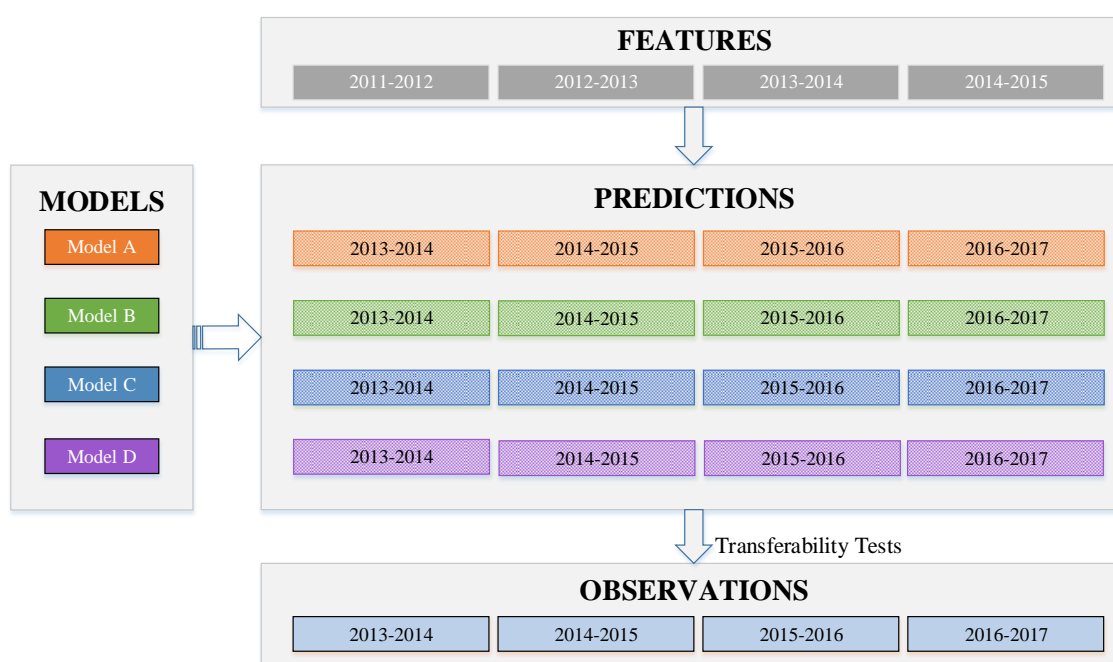 FEATURES
2011-2012 2012-2013 2013-2014 2014-2015
MODELS
Model A
Model B
Model C
Model D
PREDICTIONS
2013-2014 2014-2015 2015-2016 2016-2017
2013-2014 2014-2015 2015-2016 2016-2017
2013-2014 2014-2015 2015-2016 2016-2017
2013-2014 2014-2015 2015-2016 2016-2017
Transferability Tests
OBSERVATIONS
2013-2014 2014-2015 2015-2016 2016-2017